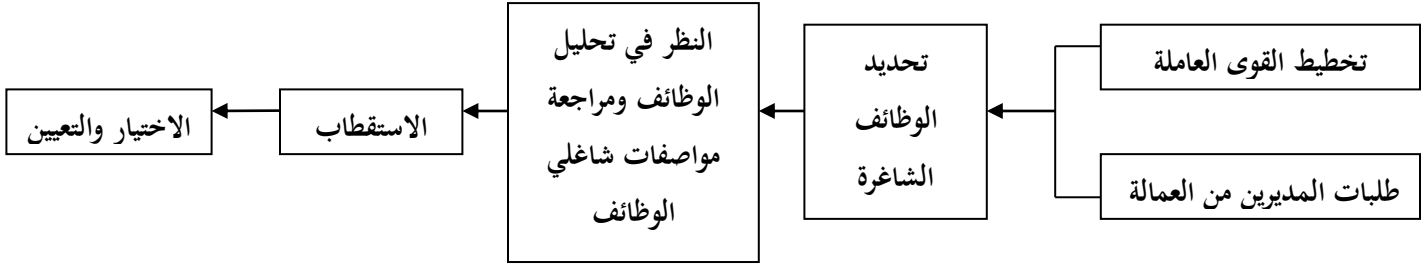 تخطيط القوى العاملة
طلبات المديرين من العمالة
تحديد
الوظائف
الشاغرة
النظر في تحليل
الوظائف ومراجعة
مواصفات شاغلي
الوظائف
الاستقطاب
الاختيار والتعيين